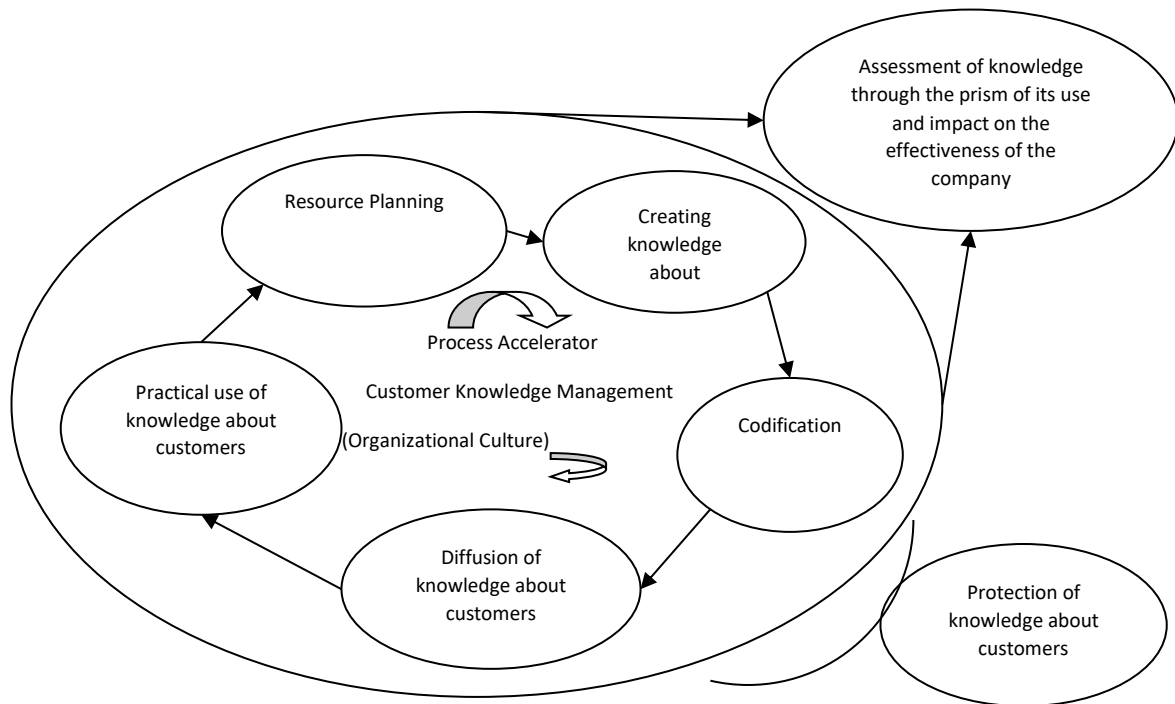 Assessment of knowledge
through the prism of its use
and impact on the
effectiveness of the
company
Resource Planning
Creating
knowledge
about
Process Accelerator
Customer Knowledge Management
(Organizational Culture)
Practical use of
knowledge about
customers
Codification
Diffusion of
knowledge about
customers
Protection of
knowledge about
customers